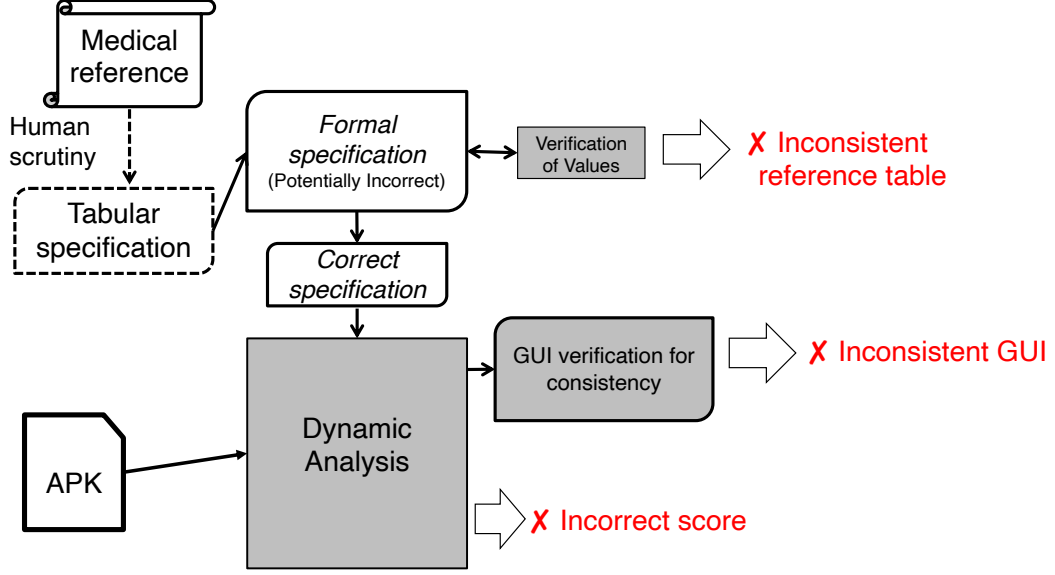 Medical
reference
Human
scrutiny
Tabular
specification
Formal
specification
(Potentially Incorrect)
Verification
of Values
✗ Inconsistent
reference table
Correct
specification
GUI verification for
consistency
✗ Inconsistent GUI
Dynamic
Analysis
APK
✗ Incorrect score